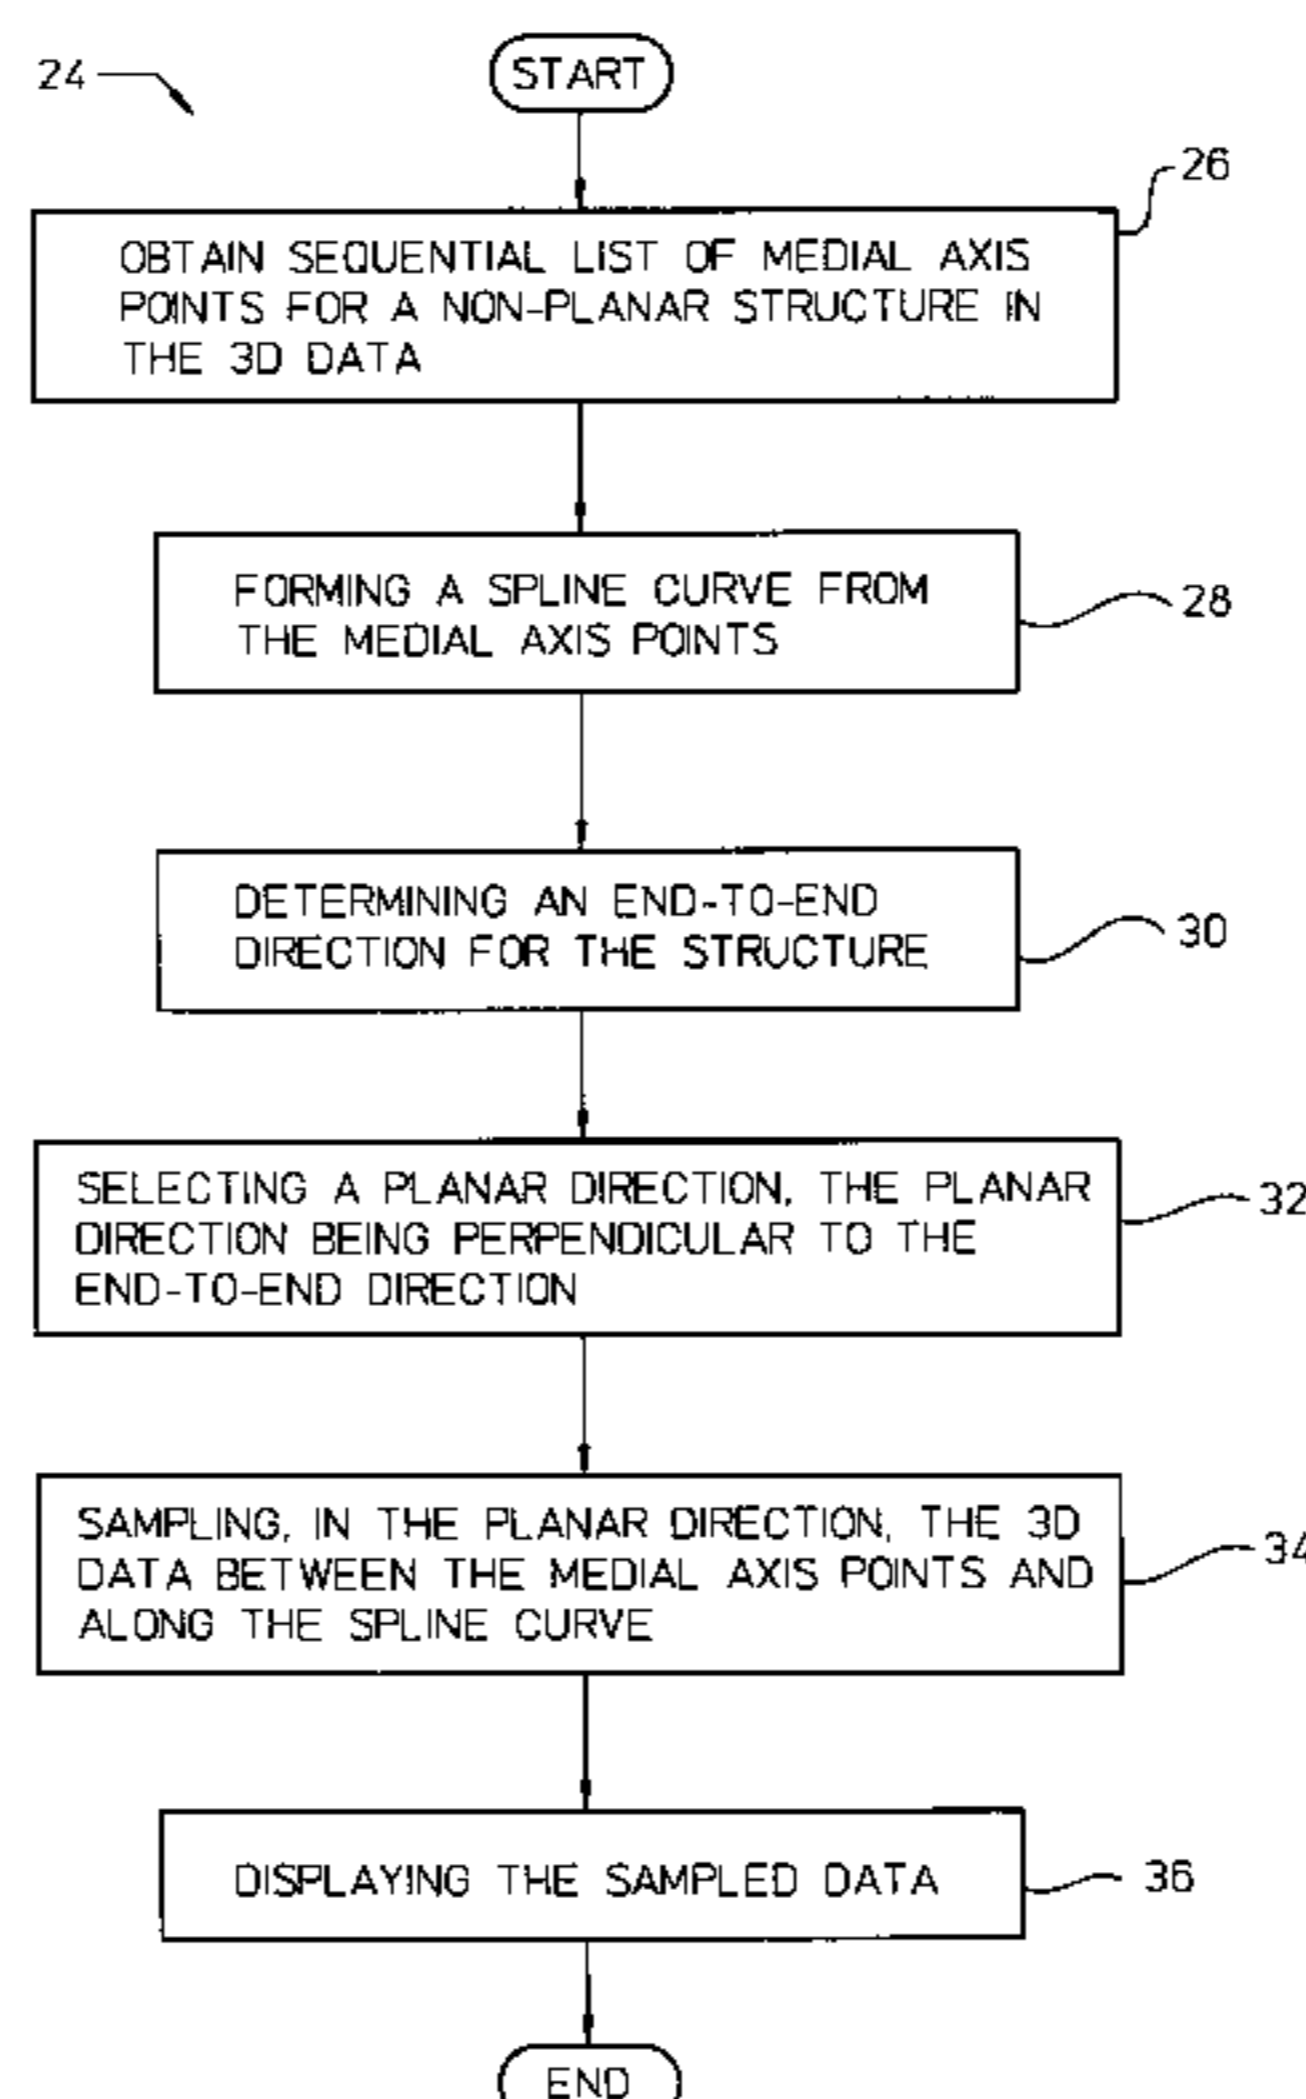 24
START
26
OBTAIN SEQUENTIAL LIST OF MEDIAL AXIS
POINTS FOR A NON-PLANAR STRUCTURE IN
THE 3D DATA
FORMING A SPLINE CURVE FROM
THE MEDIAL AXIS POINTS
28
DETERMINING AN END-TO-END
DIRECTION FOR THE STRUCTURE
30
SELECTING A PLANAR DIRECTION, THE PLANAR
DIRECTION BEING PERPENDICULAR TO THE
END-TO-END DIRECTION
32
SAMPLING, IN THE PLANAR DIRECTION, THE 3D
DATA BETWEEN THE MEDIAL AXIS POINTS AND
ALONG THE SPLINE CURVE
34
DISPLAYING THE SAMPLED DATA
36
END